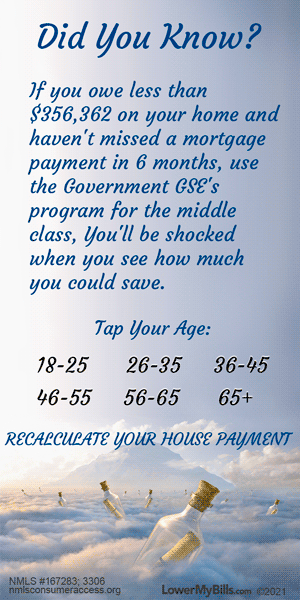 Did You Know?
If you owe less than
$356,362 on your home and
haven't missed a mortgage
payment in 6 months, use
the Government GSE's
program for the middle
class, You'll be shocked
when you see how much
you could save.
Tap Your Age:
18-25 26-35 36-45
46-55 56-65 65+
RECALCULATE YOUR HOUSE PAYMENT
NMLS #167283; 3306
nmlsconsumeraccess.org LowerMyBills.com ©2021